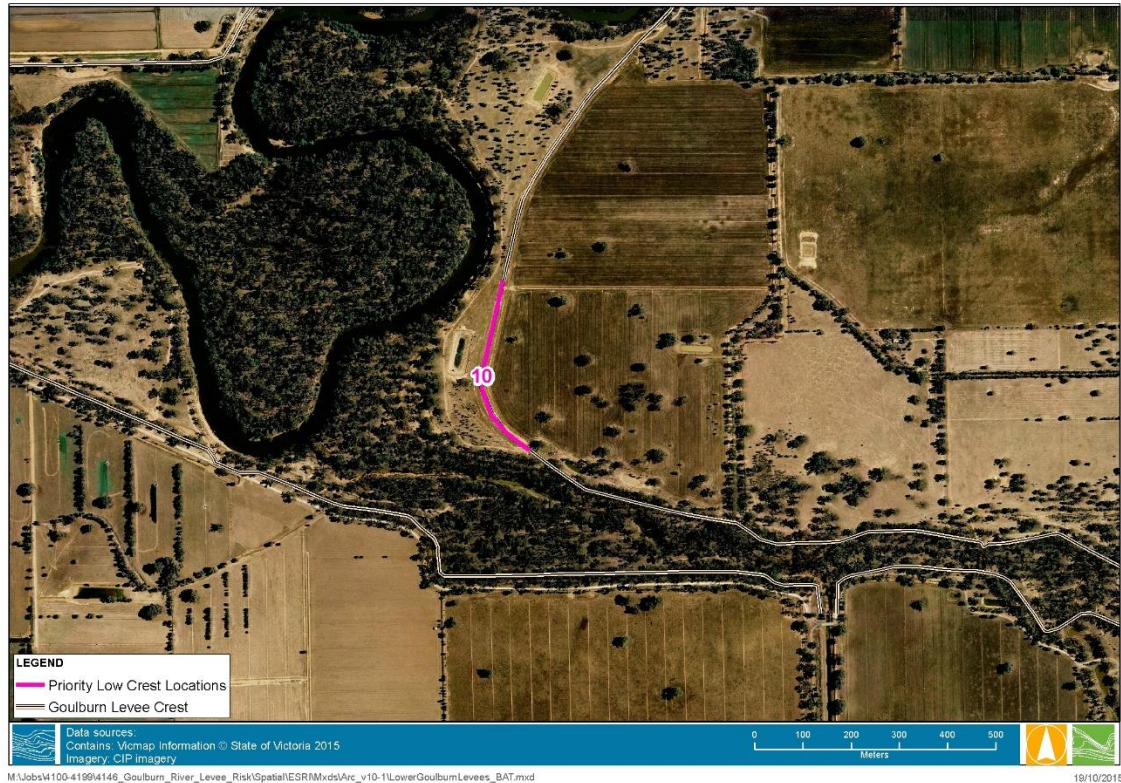 10
LEGEND
Priority Low Crest Locations
Goulburn Levee Crest
Data sources:
Contains: Vicmap Information © State of Victoria 2015
Imagery: CIP imagery
0 100 200 300 400 500
Meters
M:\Jobs\4100-4199\4146_Goulburn_River_Levee_Risk\Spatial\ESRI\Mxds\Arc_v10-1\LowerGoulburnLevees_BAT.mxd
19/10/2015